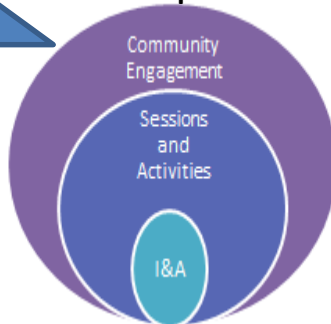 Community
Engagement
Sessions
and
Activities
I&A